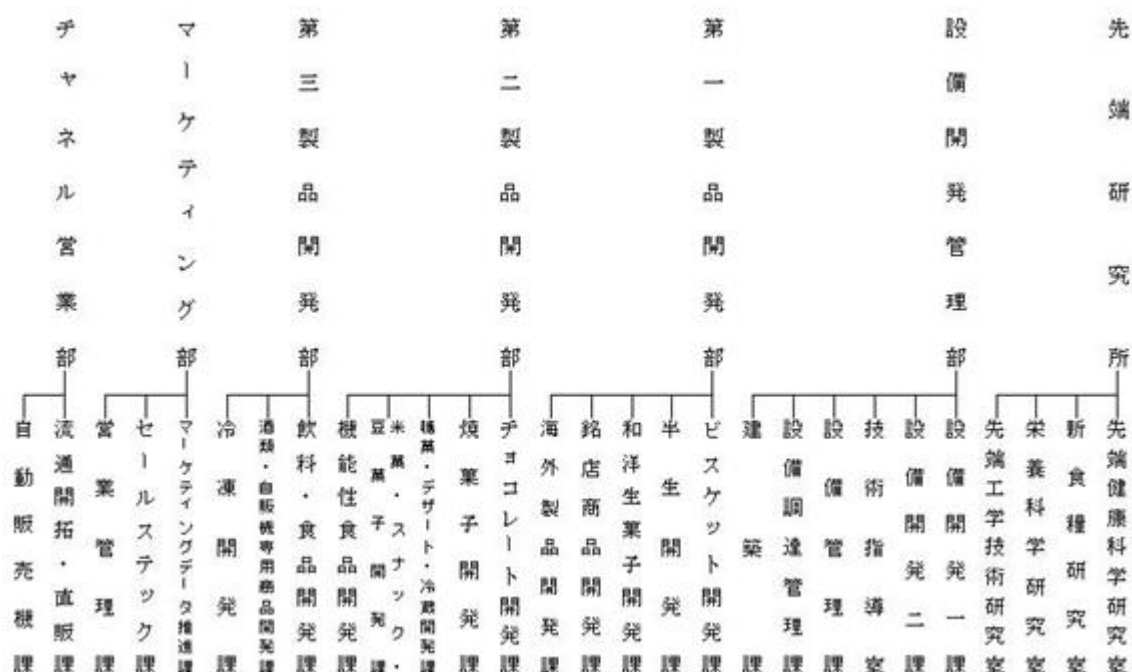 先端研究所
先端健康科学研究室
新食糧研究室
栄養科学研究室
先端工学技術研究室
設備開発管理部
設備開発一課
設備開発二課
技術指導室
設備管理課
設備調達管理課
建築課
第一製品開発部
ビスケット開発課
半生開発課
和洋生菓子開発課
銘店商品開発課
海外製品開発課
第二製品開発部
チョコレート開発課
焼菓子開発課
菓・デザート・冷蔵開発課
米菓・スナック・
豆菓子開発課
機能性食品開発課
第三製品開発部
飲料・食品開発課
酒類・自販機専用商品開発課
冷凍開発課
マーケティング部
マーケティングデータ推進課
セールステック課
営業管理課
チャネル営業部
流通開拓・直販課
自動販売機課